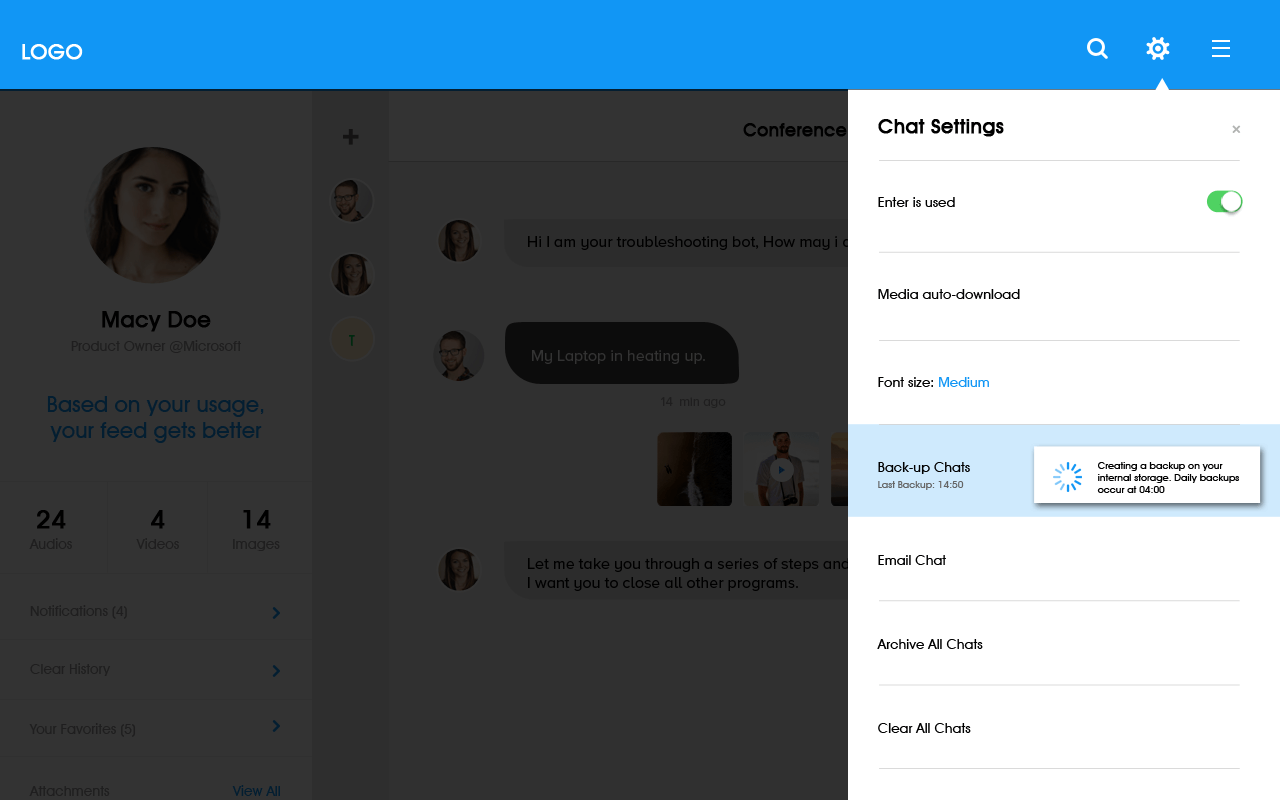 LOGO
Macy Doe
Product Owner @Microsoft
Based on your usage,
your feed gets better
24
4
14
Audios
Videos
Images
Notifications (4)
Clear History
Your Favorites (5)
Attachments
View All
T
Conference
Hi I am your troubleshooting bot, How may i
My Laptop in heating up.
14 min ago
Let me take you through a series of steps and
I want you to close all other programs.
Chat Settings
Enter is used
Media auto-download
Font size: Medium
Back-up Chats
Last Backup: 14:50
Creating a backup on your
internal storage. Daily backups
occur at 04:00
Email Chat
Archive All Chats
Clear All Chats